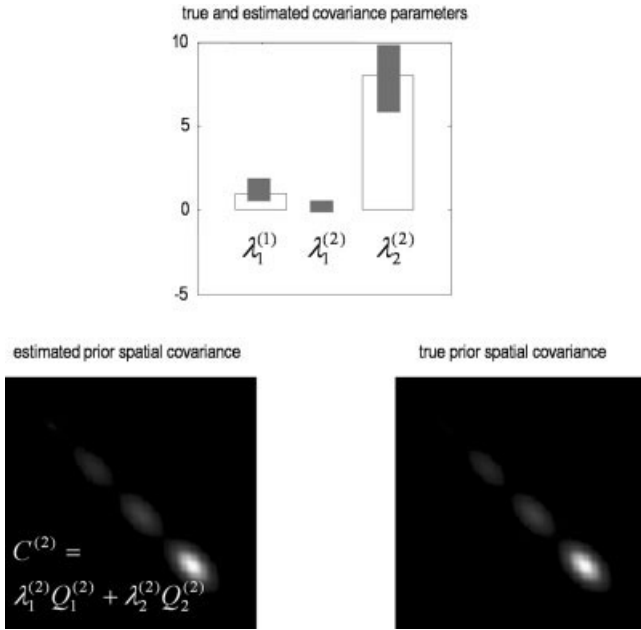 true and estimated covariance parameters
10
5
0
-5
λ₁⁽¹⁾ λ₁⁽²⁾ λ₂⁽²⁾
estimated prior spatial covariance
true prior spatial covariance
C⁽²⁾ =
λ₁⁽²⁾Q₁⁽²⁾ + λ₂⁽²⁾Q₂⁽²⁾